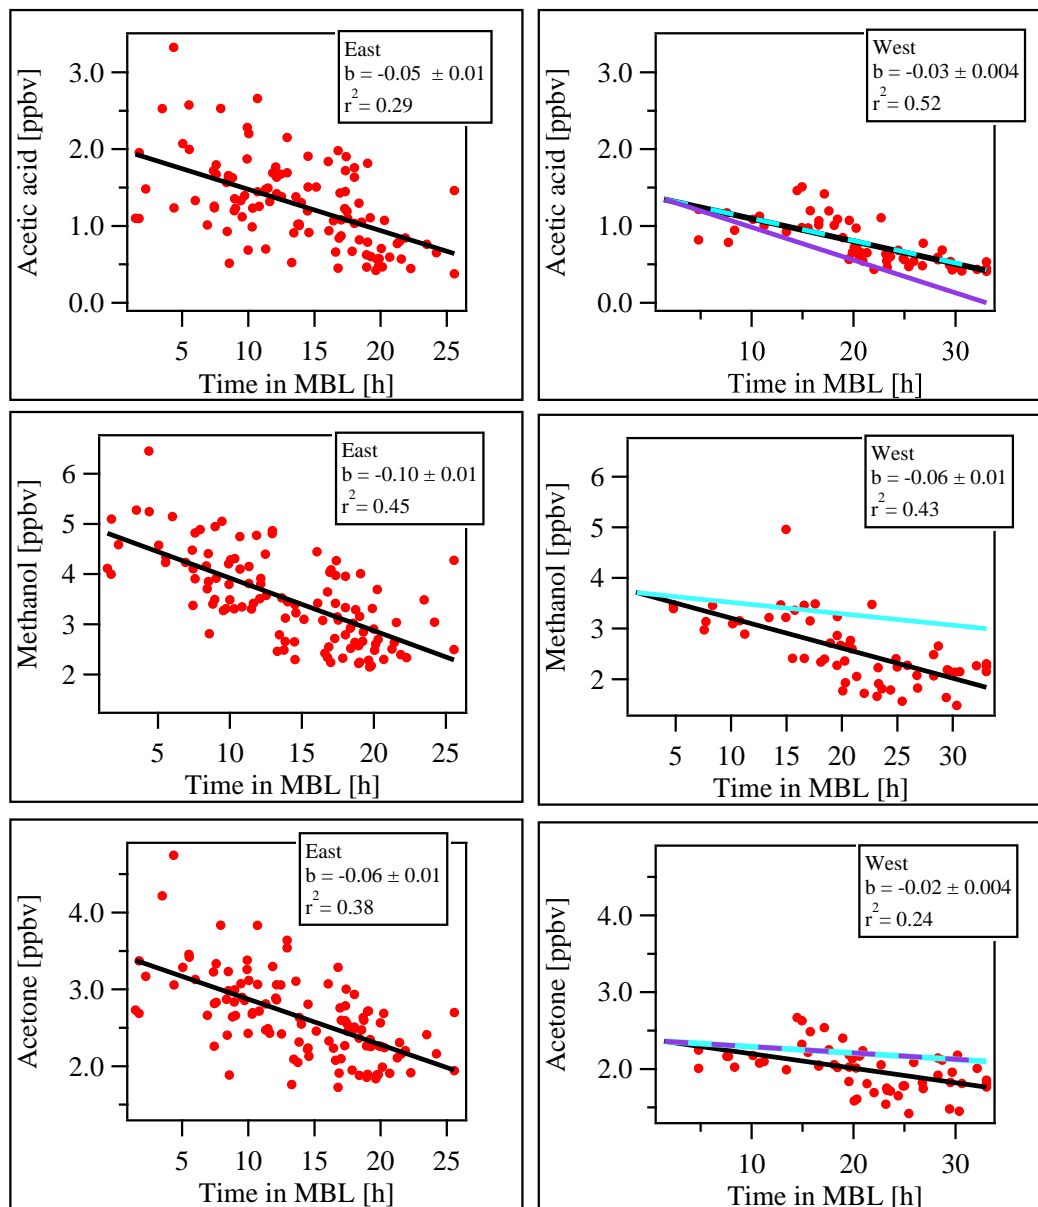 East
b = -0.05 ± 0.01
r² = 0.29
Acetic acid [ppbv]
3.0
2.0
1.0
0.0
5 10 15 20 25
Time in MBL [h]
West
b = -0.03 ± 0.004
r² = 0.52
Acetic acid [ppbv]
3.0
2.0
1.0
0.0
10 20 30
Time in MBL [h]
East
b = -0.10 ± 0.01
r² = 0.45
Methanol [ppbv]
6
5
4
3
2
5 10 15 20 25
Time in MBL [h]
West
b = -0.06 ± 0.01
r² = 0.43
Methanol [ppbv]
6
5
4
3
2
5 10 15 20 25 30
Time in MBL [h]
East
b = -0.06 ± 0.01
r² = 0.38
Acetone [ppbv]
4.0
3.0
2.0
5 10 15 20 25
Time in MBL [h]
West
b = -0.02 ± 0.004
r² = 0.24
Acetone [ppbv]
4.0
3.0
2.0
10 20 30
Time in MBL [h]